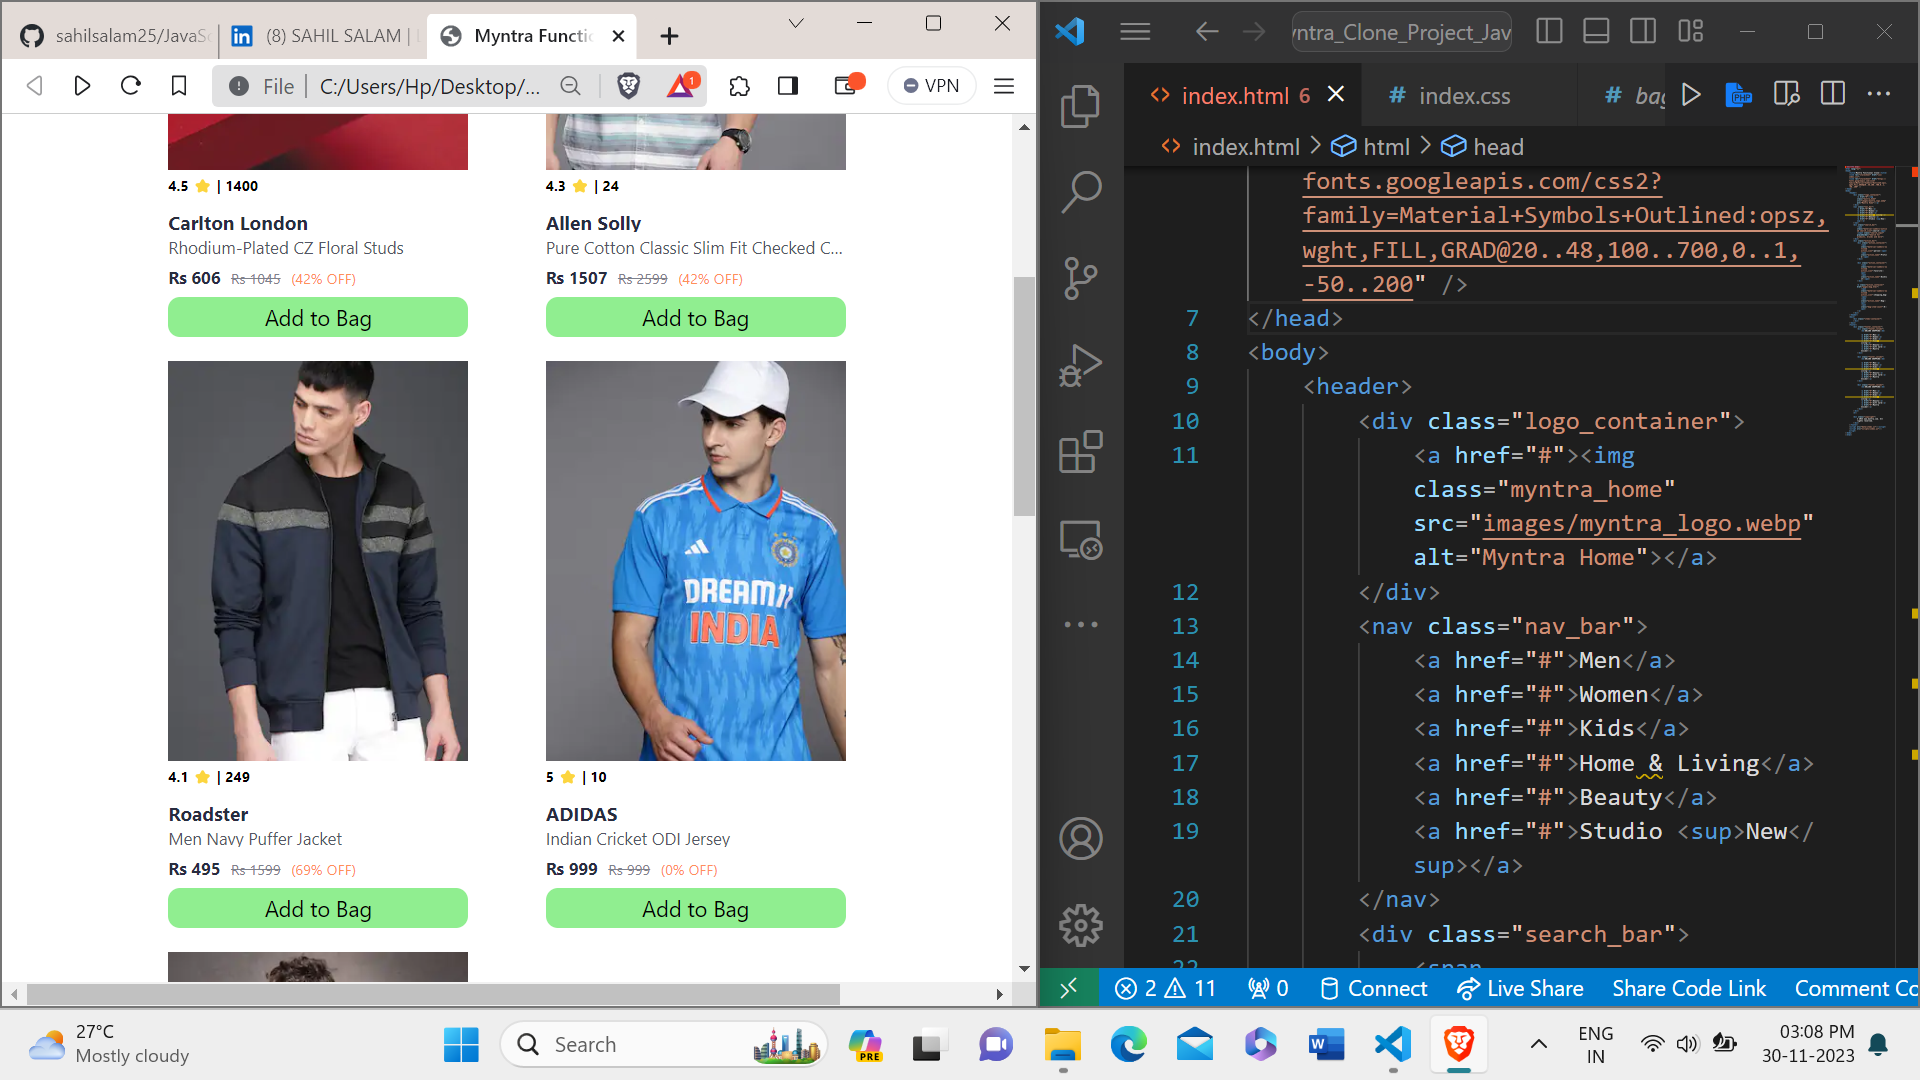 sahilsalam25/JavaSc
(8) SAHIL SALAM |
Myntra Functi
File
C:/Users/Hp/Desktop/...
1
VPN
4.5 | 1400
Carlton London
Rhodium-Plated CZ Floral Studs
Rs 606 Rs 1045 (42% OFF)
Add to Bag
4.3 | 24
Allen Solly
Pure Cotton Classic Slim Fit Checked C...
Rs 1507 Rs 2599 (42% OFF)
Add to Bag
DREAM11
INDIA
4.1 | 249
Roadster
Men Navy Puffer Jacket
Rs 495 Rs 1599 (69% OFF)
Add to Bag
5 | 10
ADIDAS
Indian Cricket ODI Jersey
Rs 999 Rs 999 (0% OFF)
Add to Bag
yntra_Clone_Project_Jav
<> index.html 6
# index.css
# bag
PHP
<> index.html > html > head
fonts.googleapis.com/css2?
family=Material+Symbols+Outlined:opsz,
wght,FILL,GRAD@20..48,100..700,0..1,
-50..200" />
7 </head>
8 <body>
9 <header>
10 <div class="logo_container">
11 <a href="#"><img
class="myntra_home"
src="images/myntra_logo.webp"
alt="Myntra Home"></a>
12 </div>
13 <nav class="nav_bar">
14 <a href="#">Men</a>
15 <a href="#">Women</a>
16 <a href="#">Kids</a>
17 <a href="#">Home & Living</a>
18 <a href="#">Beauty</a>
19 <a href="#">Studio <sup>New</
sup></a>
20 </nav>
21 <div class="search_bar">
22 <span
2 11 0 Connect Live Share Share Code Link Comment Co
27°C
Mostly cloudy
Search
PRE
ENG
IN
03:08 PM
30-11-2023